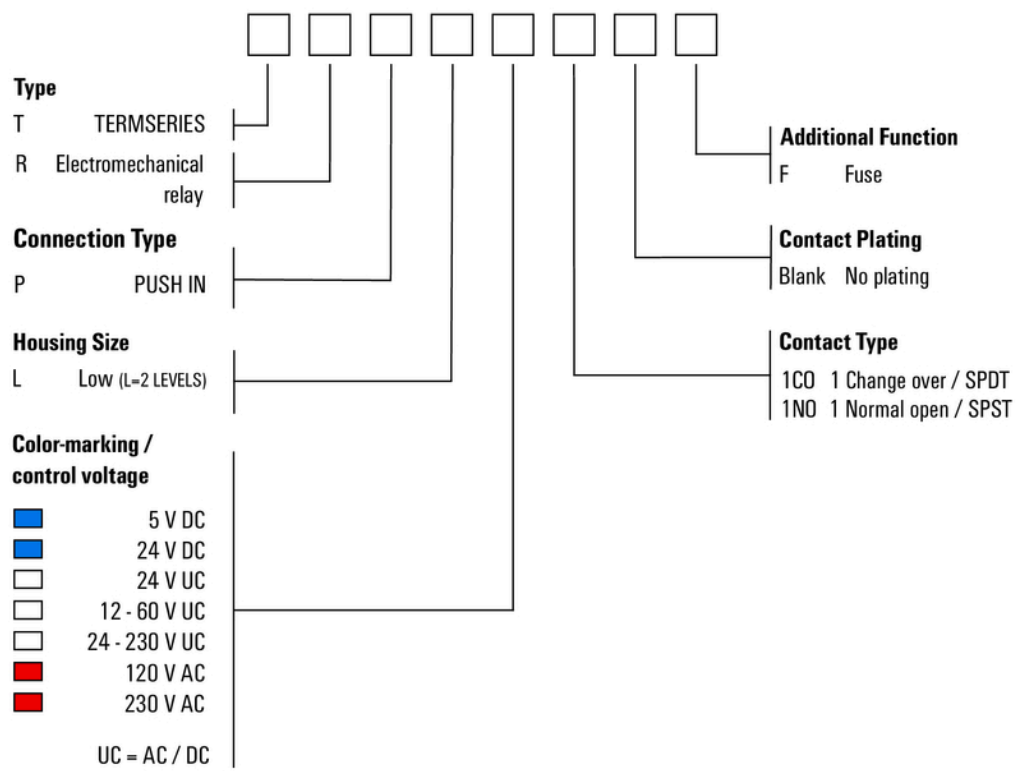 Type
T TERMSERIES
R Electromechanical
relay
Connection Type
P PUSH IN
Housing Size
L Low (L=2 LEVELS)
Color-marking /
control voltage
5 V DC
24 V DC
24 V UC
12 - 60 V UC
24 - 230 V UC
120 V AC
230 V AC
UC = AC / DC
Additional Function
F Fuse
Contact Plating
Blank No plating
Contact Type
1CO 1 Change over / SPDT
1NO 1 Normal open / SPST